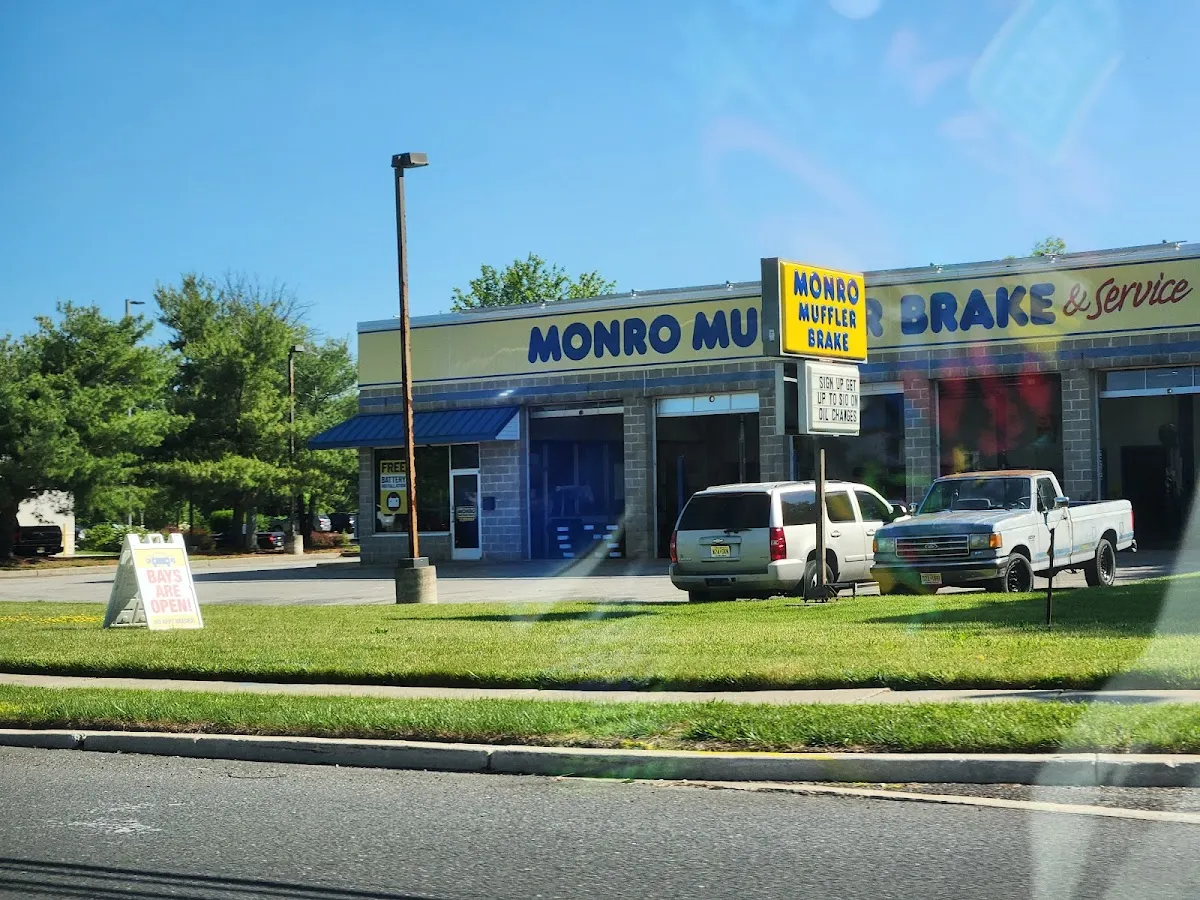 MONRO MU R BRAKE & Service
MONRO
MUFFLER
BRAKE
SIGN UP GET
UP TO $10 ON
OIL CHANGES
FREE
BATTERY
BAYS
ARE
OPEN!